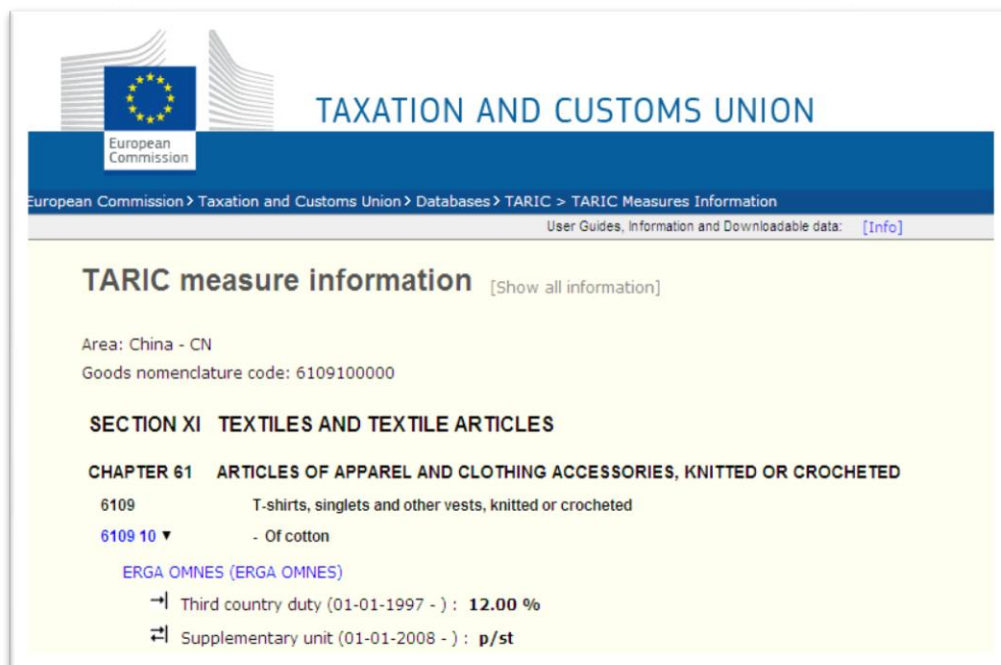 TAXATION AND CUSTOMS UNION
European
Commission
European Commission > Taxation and Customs Union > Databases > TARIC > TARIC Measures Information
User Guides, Information and Downloadable data: [Info]
TARIC measure information [Show all information]
Area: China - CN
Goods nomenclature code: 6109100000
SECTION XI TEXTILES AND TEXTILE ARTICLES
CHAPTER 61 ARTICLES OF APPAREL AND CLOTHING ACCESSORIES, KNITTED OR CROCHETED
6109 T-shirts, singlets and other vests, knitted or crocheted
6109 10 ▼ - Of cotton
ERGA OMNES (ERGA OMNES)
Third country duty (01-01-1997 - ) : 12.00 %
Supplementary unit (01-01-2008 - ) : p/st